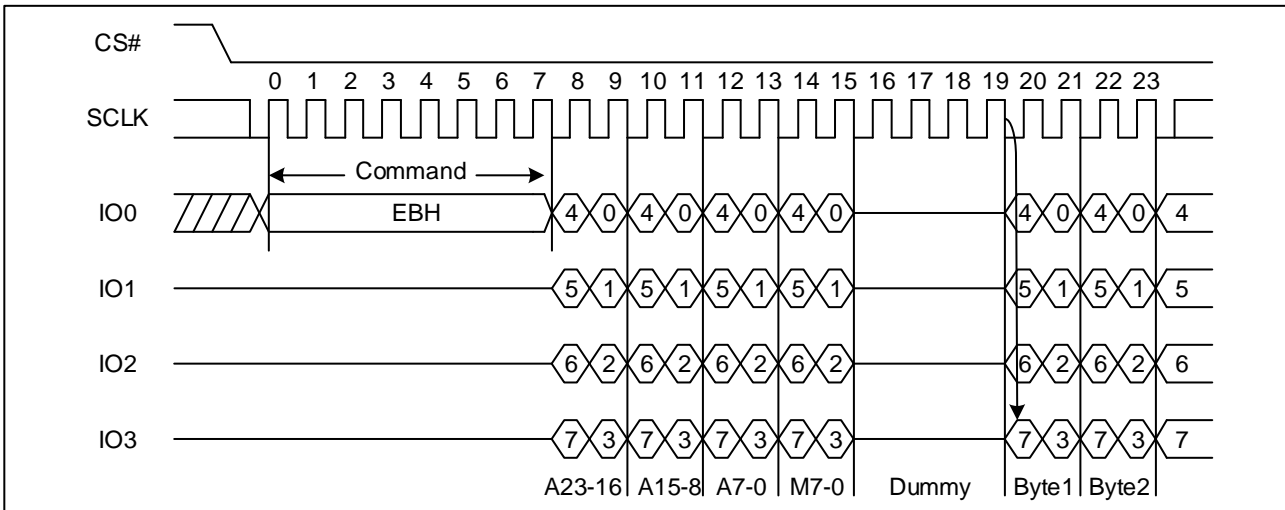 CS#
0 1 2 3 4 5 6 7 8 9 10 11 12 13 14 15 16 17 18 19 20 21 22 23
SCLK
Command
IO0 EBH 4 0 4 0 4 0 4 0 4 0 4 0 4
IO1 5 1 5 1 5 1 5 1 5 1 5 1 5
IO2 6 2 6 2 6 2 6 2 6 2 6 2 6
IO3 7 3 7 3 7 3 7 3 7 3 7 3 7
A23-16 A15-8 A7-0 M7-0 Dummy Byte1 Byte2